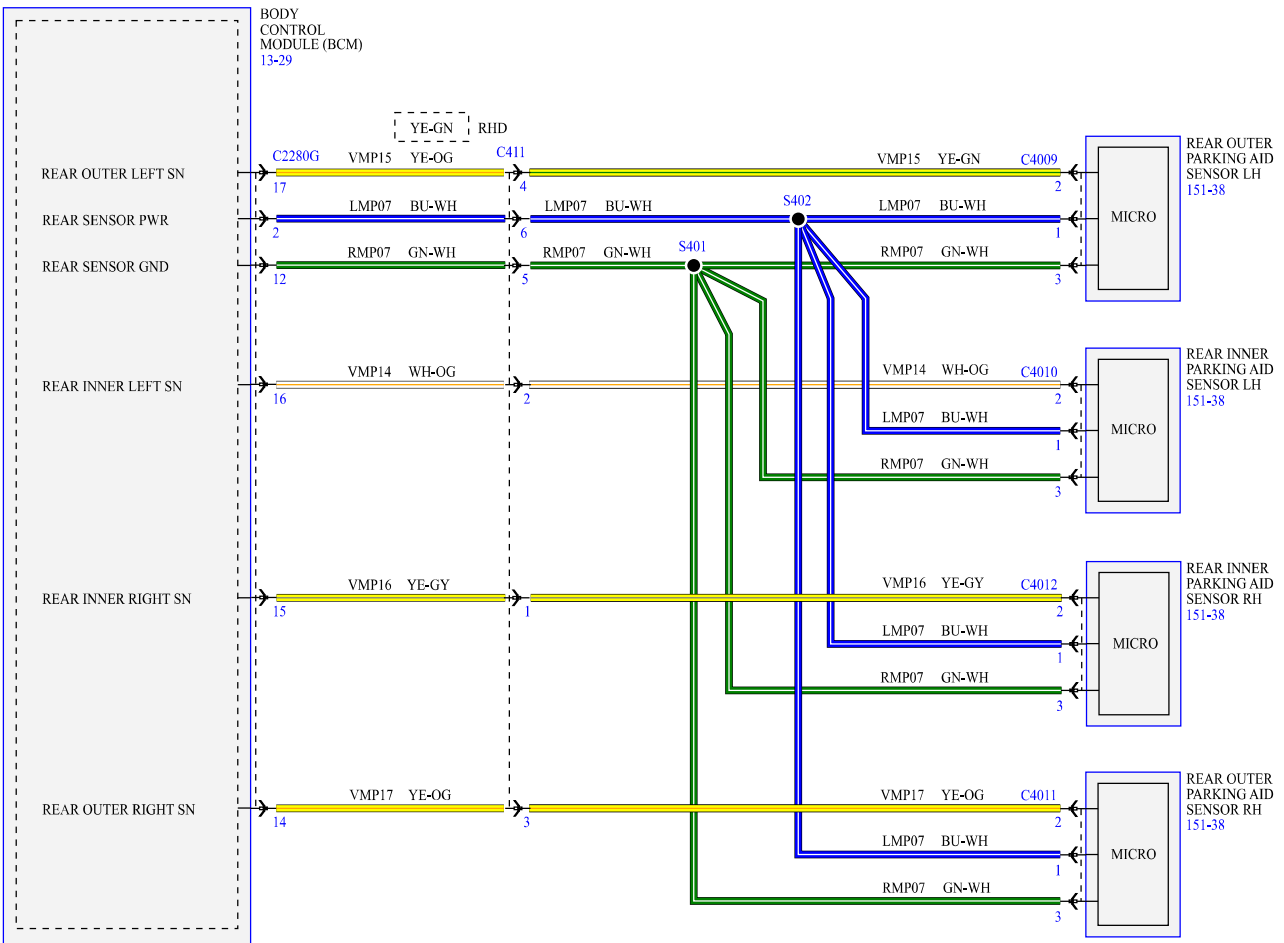 BODY
CONTROL
MODULE (BCM)
13-29
YE-GN RHD
C2280G VMP15 YE-OG C411 VMP15 YE-GN C4009
REAR OUTER LEFT SN 17 4 2
REAR SENSOR PWR LMP07 BU-WH LMP07 BU-WH S402 LMP07 BU-WH
2 6 1
REAR SENSOR GND RMP07 GN-WH RMP07 GN-WH S401 RMP07 GN-WH
12 5 3
MICRO
REAR OUTER
PARKING AID
SENSOR LH
151-38
REAR INNER LEFT SN VMP14 WH-OG VMP14 WH-OG C4010
16 2 2
LMP07 BU-WH
1
RMP07 GN-WH
3
MICRO
REAR INNER
PARKING AID
SENSOR LH
151-38
REAR INNER RIGHT SN VMP16 YE-GY VMP16 YE-GY C4012
15 1 2
LMP07 BU-WH
1
RMP07 GN-WH
3
MICRO
REAR INNER
PARKING AID
SENSOR RH
151-38
REAR OUTER RIGHT SN VMP17 YE-OG VMP17 YE-OG C4011
14 3 2
LMP07 BU-WH
1
RMP07 GN-WH
3
MICRO
REAR OUTER
PARKING AID
SENSOR RH
151-38